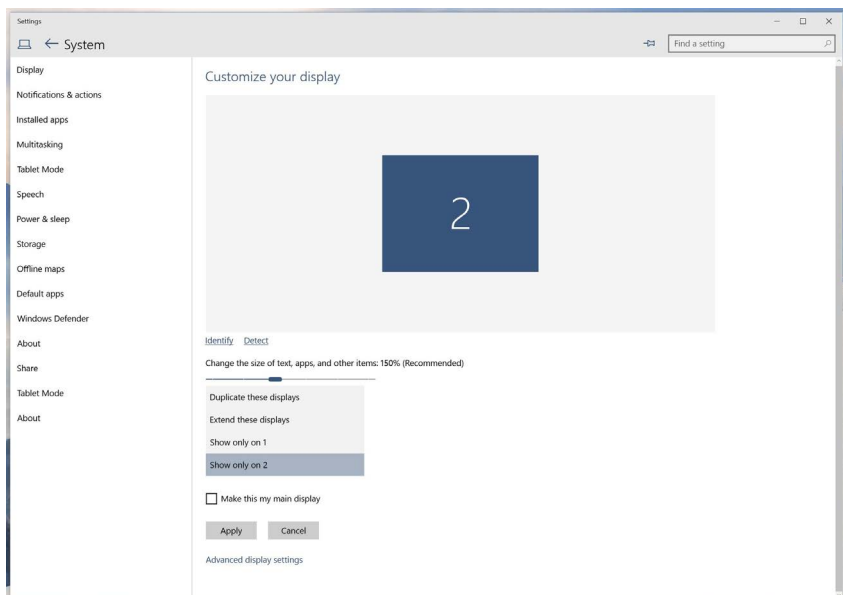 Settings
System
Find a setting
Display
Notifications & actions
Installed apps
Multitasking
Tablet Mode
Speech
Power & sleep
Storage
Offline maps
Default apps
Windows Defender
About
Share
Tablet Mode
About
Customize your display
2
Identify Detect
Change the size of text, apps, and other items: 150% (Recommended)
Duplicate these displays
Extend these displays
Show only on 1
Show only on 2
Make this my main display
Apply Cancel
Advanced display settings